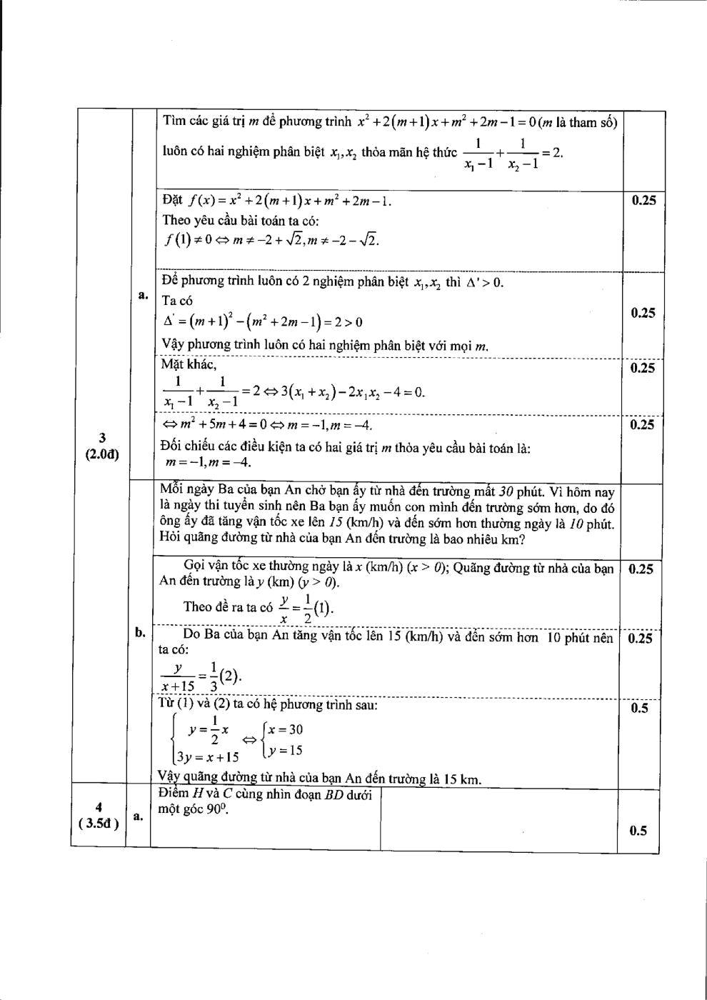 Tìm các giá trị m để phương trình x² + 2(m+1)x + m² + 2m − 1 = 0 (m là tham số)
luôn có hai nghiệm phân biệt x₁, x₂ thỏa mãn hệ thức 1/(x₁ − 1) + 1/(x₂ − 1) = 2.
Đặt f(x) = x² + 2(m+1)x + m² + 2m − 1.
0.25
Theo yêu cầu bài toán ta có:
f(1) ≠ 0 ⇔ m ≠ −2 + √2, m ≠ −2 − √2.
a.
Để phương trình luôn có 2 nghiệm phân biệt x₁, x₂ thì Δ' > 0.
Ta có
0.25
Δ' = (m+1)² − (m² + 2m − 1) = 2 > 0
Vậy phương trình luôn có hai nghiệm phân biệt với mọi m.
Mặt khác,
0.25
1/(x₁ − 1) + 1/(x₂ − 1) = 2 ⇔ 3(x₁ + x₂) − 2x₁x₂ − 4 = 0.
3
(2.0đ)
⇔ m² + 5m + 4 = 0 ⇔ m = −1, m = −4.
0.25
Đối chiếu các điều kiện ta có hai giá trị m thỏa yêu cầu bài toán là:
m = −1, m = −4.
Mỗi ngày Ba của bạn An chở bạn ấy từ nhà đến trường mất 30 phút. Vì hôm nay
là ngày thi tuyển sinh nên Ba bạn ấy muốn con mình đến trường sớm hơn, do đó
ông ấy đã tăng vận tốc xe lên 15 (km/h) và đến sớm hơn thường ngày là 10 phút.
Hỏi quãng đường từ nhà của bạn An đến trường là bao nhiêu km?
b.
Gọi vận tốc xe thường ngày là x (km/h) (x > 0); Quãng đường từ nhà của bạn
0.25
An đến trường là y (km) (y > 0).
Theo đề ra ta có y/x = 1/2 (1).
Do Ba của bạn An tăng vận tốc lên 15 (km/h) và đến sớm hơn 10 phút nên
0.25
ta có:
y/(x + 15) = 1/3 (2).
Từ (1) và (2) ta có hệ phương trình sau:
0.5
{ y = 1/2 x ⇔ { x = 30
3y = x + 15 y = 15
Vậy quãng đường từ nhà của bạn An đến trường là 15 km.
4
( 3.5đ )
a.
Điểm H và C cùng nhìn đoạn BD dưới
một góc 90⁰.
0.5